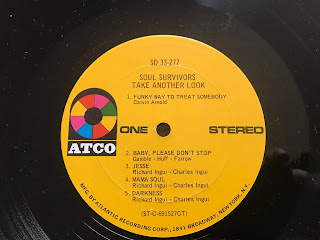 SD 33-277
SOUL SURVIVORS
TAKE ANOTHER LOOK
1. FUNKY WAY TO TREAT SOMEBODY
Calvin Arnold
ATCO
ONE
STEREO
2. BABY, PLEASE DON'T STOP
Gamble - Huff - Farrow
3. JESSE
Richard Ingui - Charles Ingui
4. MAMA SOUL
Richard Ingui - Charles Ingui
5. DARKNESS
Richard Ingui - Charles Ingui
(ST-C-691527CT)
MFG. BY ATLANTIC RECORDING CORP., 1841 BROADWAY, NEW YORK, N.Y.